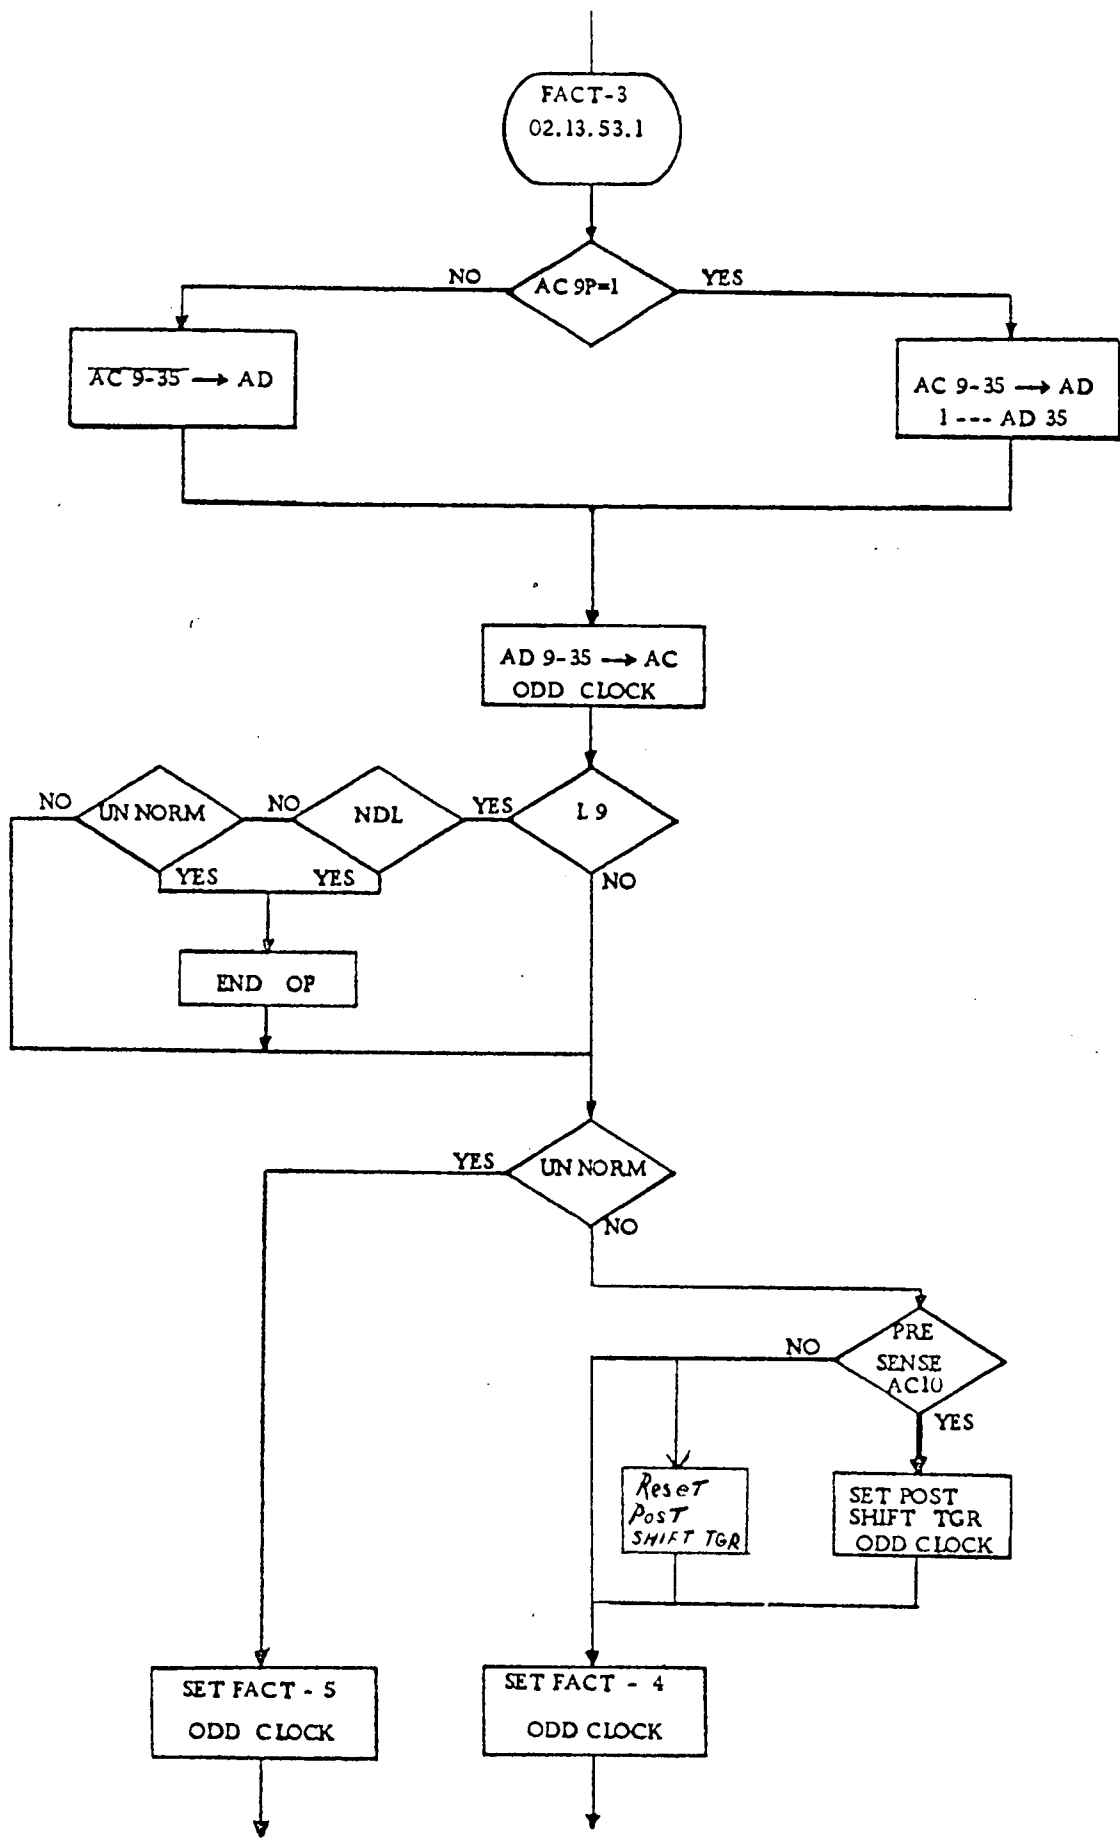 FACT-3
02.13.53.1
NO
AC 9P=1
YES
AC 9-35 → AD
AC 9-35 → AD
1 --- AD 35
AD 9-35 → AC
ODD CLOCK
NO
UN NORM
NO
NDL
YES
L 9
YES
YES
NO
END OP
YES
UN NORM
NO
NO
PRE
SENSE
AC10
YES
Reset
Post
SHIFT TGR
SET POST
SHIFT TGR
ODD CLOCK
SET FACT - 5
ODD CLOCK
SET FACT - 4
ODD CLOCK